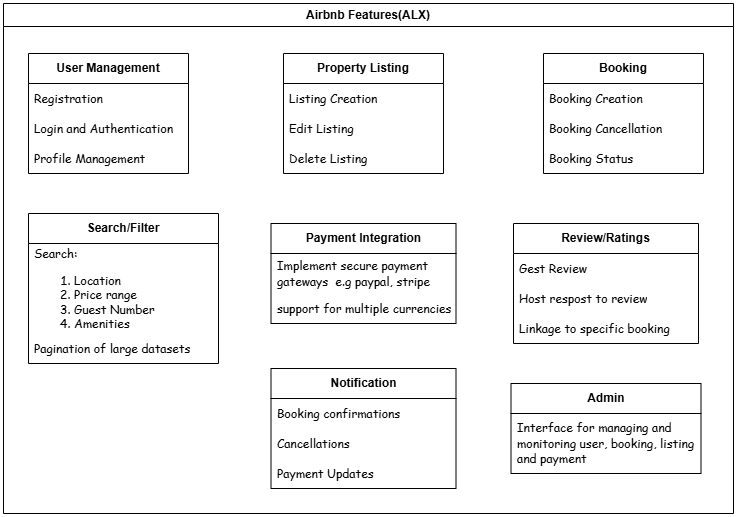 Airbnb Features(ALX)
User Management
Registration
Login and Authentication
Profile Management
Property Listing
Listing Creation
Edit Listing
Delete Listing
Booking
Booking Creation
Booking Cancellation
Booking Status
Search/Filter
Search:
1. Location
2. Price range
3. Guest Number
4. Amenities
Pagination of large datasets
Payment Integration
Implement secure payment
gateways e.g paypal, stripe
support for multiple currencies
Review/Ratings
Gest Review
Host respost to review
Linkage to specific booking
Notification
Booking confirmations
Cancellations
Payment Updates
Admin
Interface for managing and
monitoring user, booking, listing
and payment